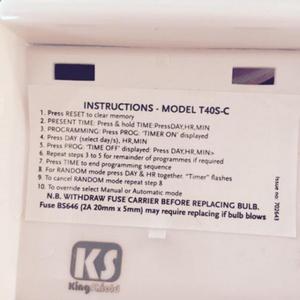 INSTRUCTIONS - MODEL T40S-C
1. Press RESET to clear memory
2. PRESENT TIME: Press & hold TIME:PressDAY,HR,MIN
3. PROGRAMMING: Press PROG: 'TIMER ON' displayed
4. Press DAY (select day/s), HR,MIN
5. Press PROG, 'TIME OFF' displayed: Press DAY,HR,MIN>
6. Repeat steps 3 to 5 for remainder of programmes if required
7. Press TIME to end programming sequence
8. For RANDOM mode press DAY & HR together. "Timer" flashes
9. To cancel RANDOM mode repeat step 8
10. To override select Manual or Automatic mode
N.B. WITHDRAW FUSE CARRIER BEFORE REPLACING BULB.
Fuse BS646 (2A 20mm x 5mm) may require replacing if bulb blows
Issue no 702643
KS
KingShield